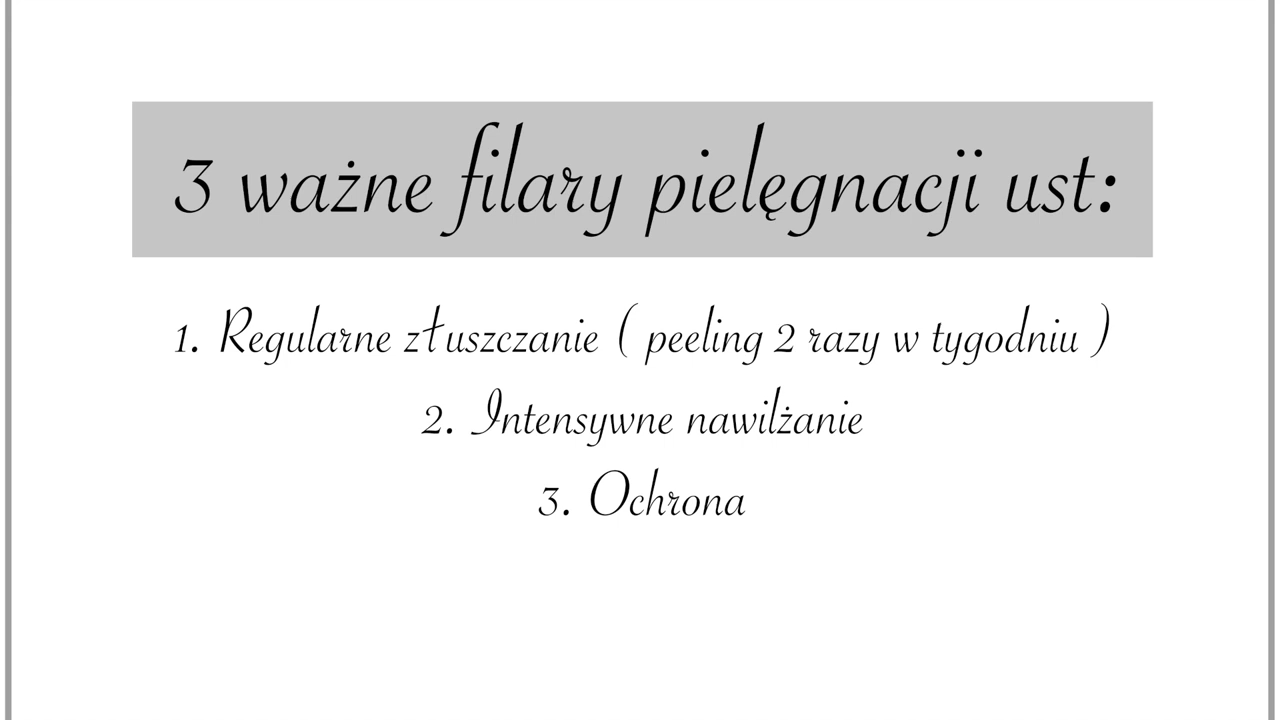 3 ważne filary pielęgnacji ust:
1. Regularne złuszczanie ( peeling 2 razy w tygodniu )
2. Intensywne nawilżanie
3. Ochrona